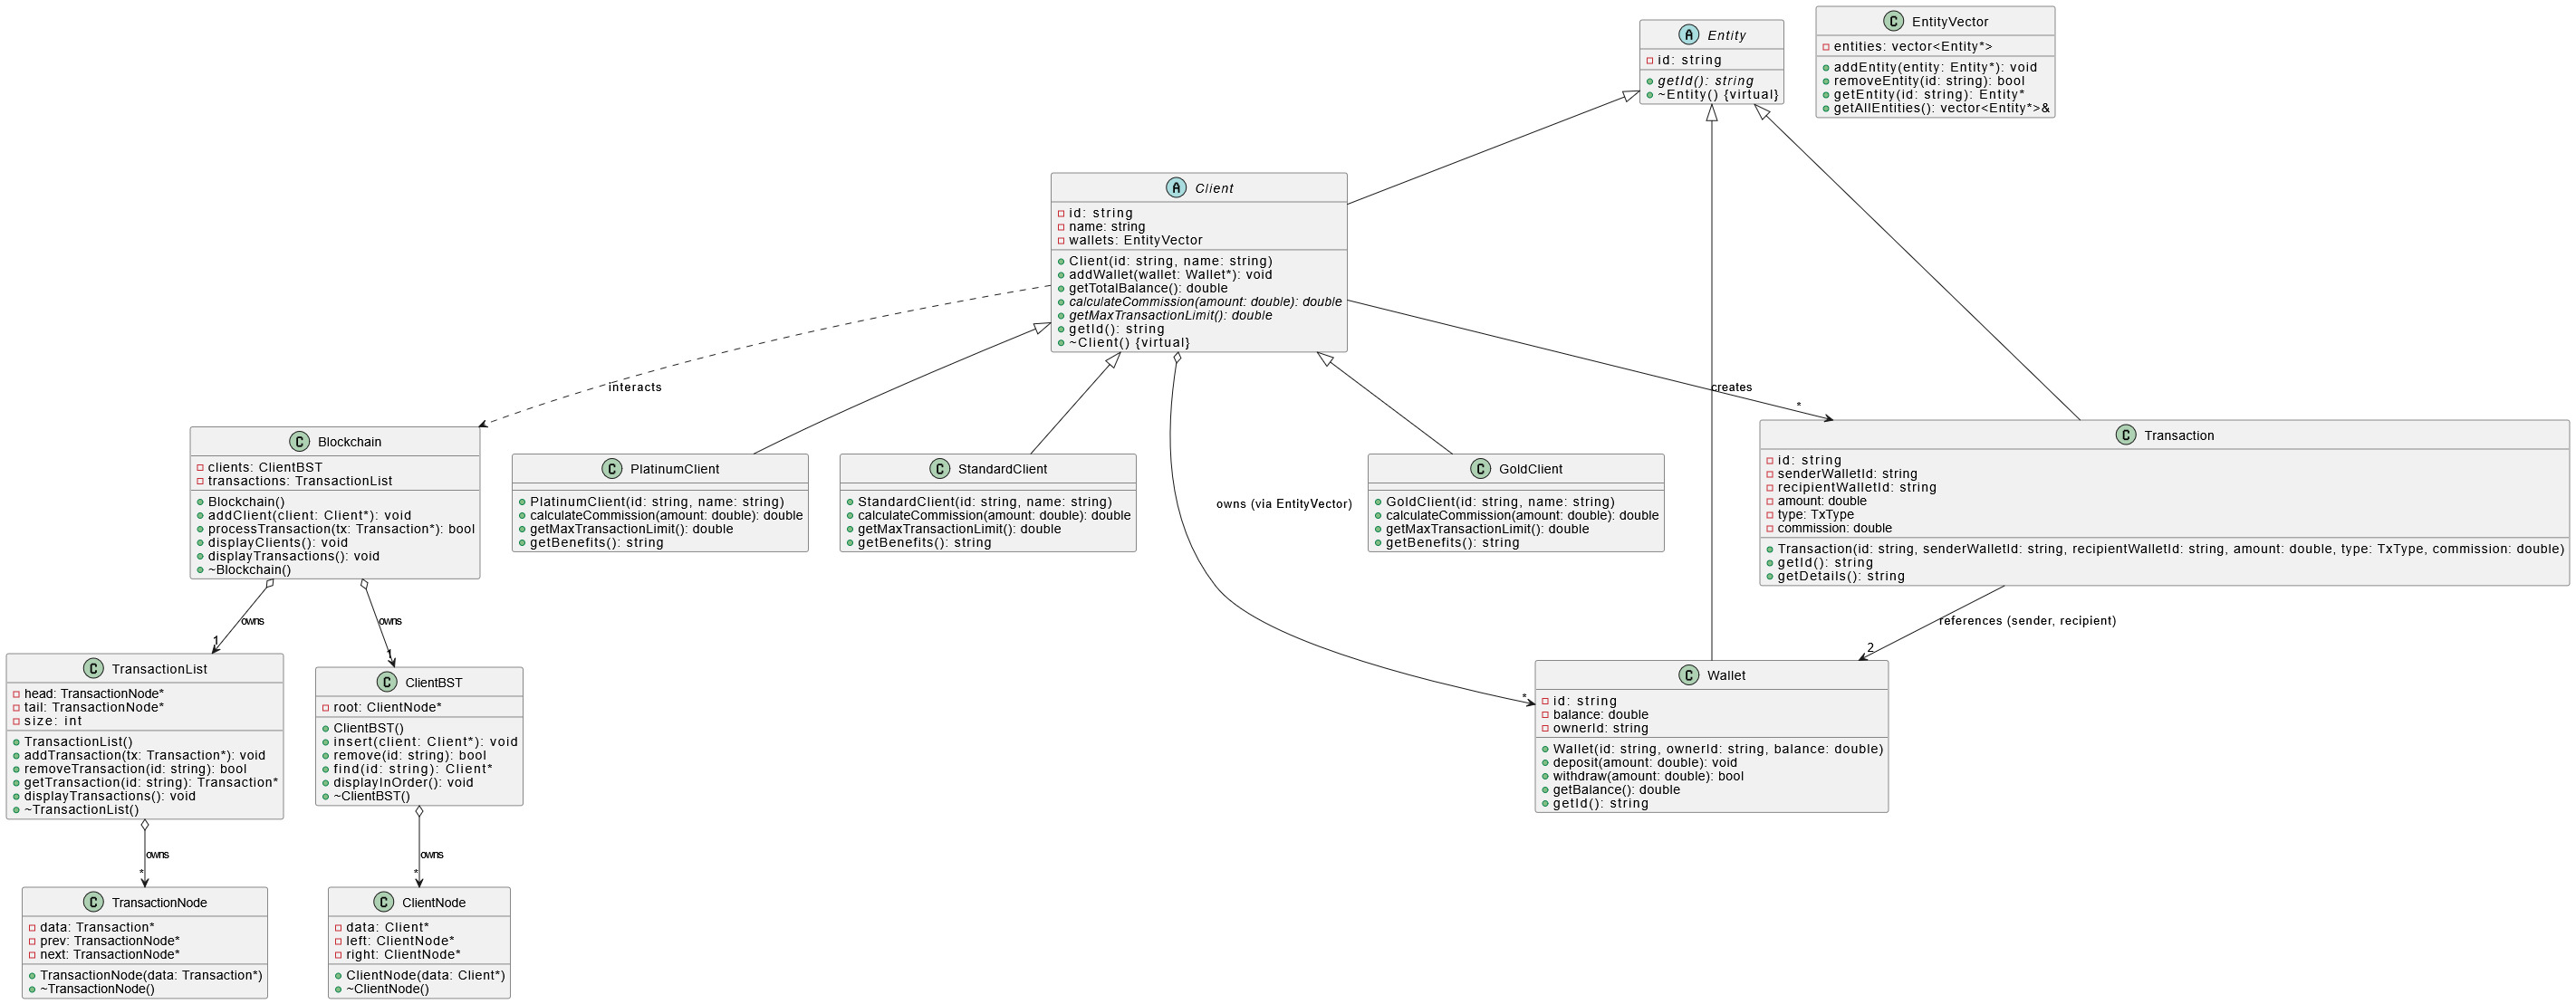 A Entity
id: string
getId(): string
~Entity() {virtual}
C EntityVector
entities: vector<Entity*>
addEntity(entity: Entity*): void
removeEntity(id: string): bool
getEntity(id: string): Entity*
getAllEntities(): vector<Entity*>&
A Client
id: string
name: string
wallets: EntityVector
Client(id: string, name: string)
addWallet(wallet: Wallet*): void
getTotalBalance(): double
calculateCommission(amount: double): double
getMaxTransactionLimit(): double
getId(): string
~Client() {virtual}
interacts
creates
*
C Blockchain
clients: ClientBST
transactions: TransactionList
Blockchain()
addClient(client: Client*): void
processTransaction(tx: Transaction*): bool
displayClients(): void
displayTransactions(): void
~Blockchain()
C PlatinumClient
PlatinumClient(id: string, name: string)
calculateCommission(amount: double): double
getMaxTransactionLimit(): double
getBenefits(): string
C StandardClient
StandardClient(id: string, name: string)
calculateCommission(amount: double): double
getMaxTransactionLimit(): double
getBenefits(): string
owns (via EntityVector)
C GoldClient
GoldClient(id: string, name: string)
calculateCommission(amount: double): double
getMaxTransactionLimit(): double
getBenefits(): string
C Transaction
id: string
senderWalletId: string
recipientWalletId: string
amount: double
type: TxType
commission: double
Transaction(id: string, senderWalletId: string, recipientWalletId: string, amount: double, type: TxType, commission: double)
getId(): string
getDetails(): string
owns
1
owns
1
references (sender, recipient)
2
*
C TransactionList
head: TransactionNode*
tail: TransactionNode*
size: int
TransactionList()
addTransaction(tx: Transaction*): void
removeTransaction(id: string): bool
getTransaction(id: string): Transaction*
displayTransactions(): void
~TransactionList()
C ClientBST
root: ClientNode*
ClientBST()
insert(client: Client*): void
remove(id: string): bool
find(id: string): Client*
displayInOrder(): void
~ClientBST()
C Wallet
id: string
balance: double
ownerId: string
Wallet(id: string, ownerId: string, balance: double)
deposit(amount: double): void
withdraw(amount: double): bool
getBalance(): double
getId(): string
owns
*
owns
*
C TransactionNode
data: Transaction*
prev: TransactionNode*
next: TransactionNode*
TransactionNode(data: Transaction*)
~TransactionNode()
C ClientNode
data: Client*
left: ClientNode*
right: ClientNode*
ClientNode(data: Client*)
~ClientNode()